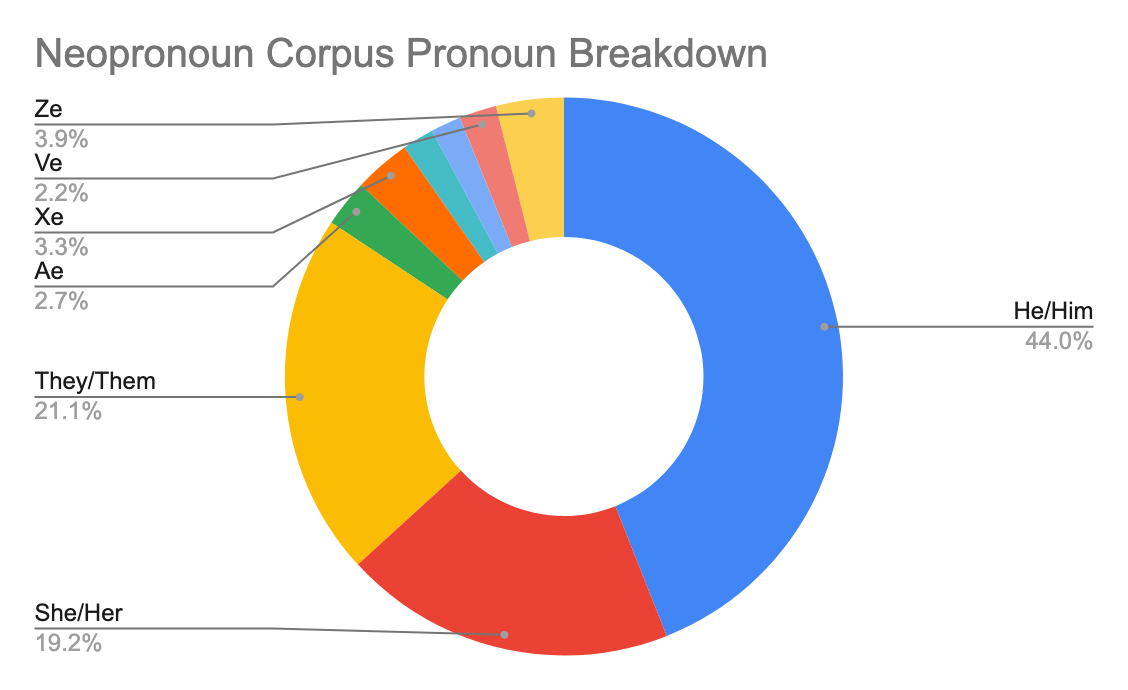 Neopronoun Corpus Pronoun Breakdown
Ze
3.9%
Ve
2.2%
Xe
3.3%
Ae
2.7%
He/Him
44.0%
They/Them
21.1%
She/Her
19.2%